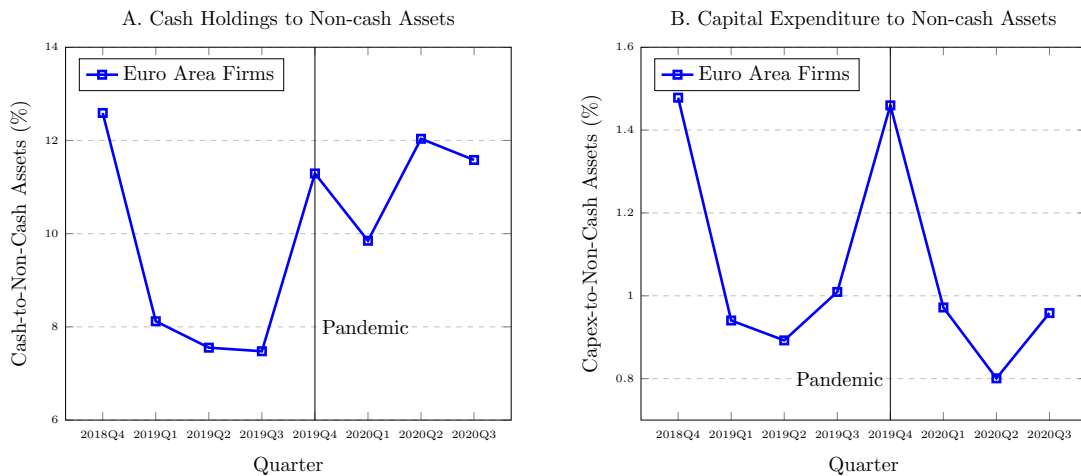 A. Cash Holdings to Non-cash Assets
Euro Area Firms
Cash-to-Non-Cash Assets (%)
14
12
10
8
6
Pandemic
2018Q4 2019Q1 2019Q2 2019Q3 2019Q4 2020Q1 2020Q2 2020Q3
Quarter
B. Capital Expenditure to Non-cash Assets
Euro Area Firms
Capex-to-Non-Cash Assets (%)
1.6
1.4
1.2
1
0.8
Pandemic
2018Q4 2019Q1 2019Q2 2019Q3 2019Q4 2020Q1 2020Q2 2020Q3
Quarter